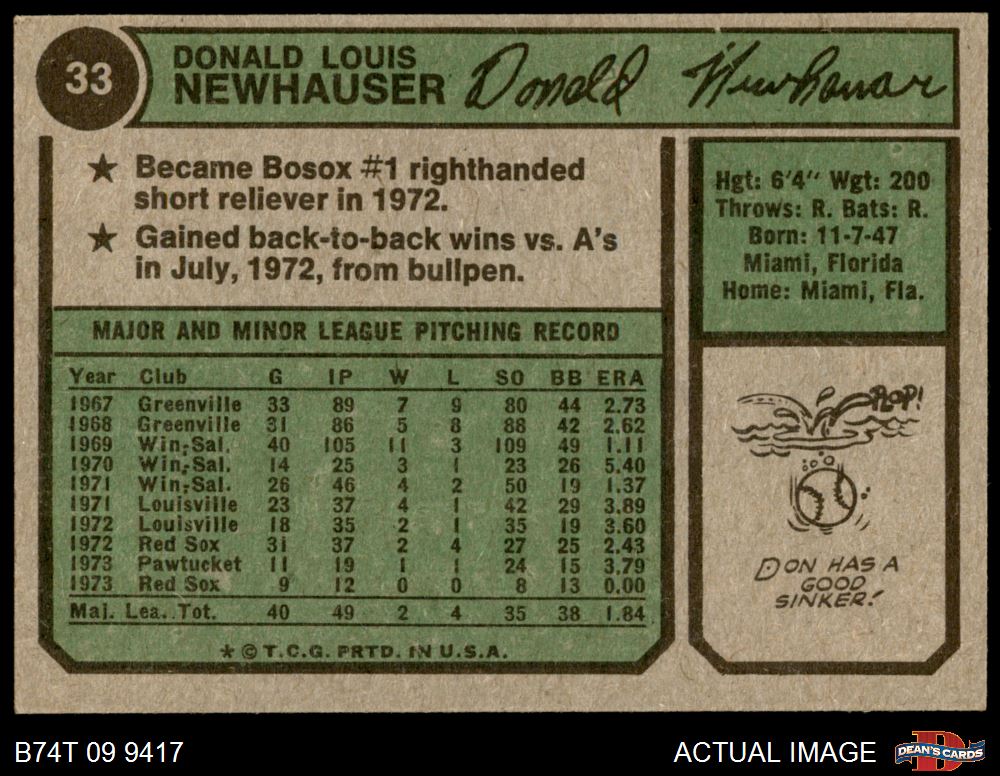 33
DONALD LOUIS
NEWHAUSER Donald Newhauser
★ Became Bosox #1 righthanded
short reliever in 1972.
★ Gained back-to-back wins vs. A's
in July, 1972, from bullpen.
Hgt: 6'4" Wgt: 200
Throws: R. Bats: R.
Born: 11-7-47
Miami, Florida
Home: Miami, Fla.
MAJOR AND MINOR LEAGUE PITCHING RECORD
Year Club G IP W L SO BB ERA
1967 Greenville 33 89 7 9 80 44 2.73
1968 Greenville 31 86 5 8 88 42 2.62
1969 Win-Sal. 40 105 11 3 109 49 1.11
1970 Win-Sal. 14 25 3 1 23 26 5.40
1971 Win-Sal. 26 46 4 2 50 19 1.37
1971 Louisville 23 37 4 1 42 29 3.89
1972 Louisville 18 35 2 1 35 19 3.60
1972 Red Sox 31 37 2 4 27 25 2.43
1973 Pawtucket 11 19 1 1 24 15 3.79
1973 Red Sox 9 12 0 0 8 13 0.00
Maj. Lea. Tot. 40 49 2 4 35 38 1.84
★ © T.C.G. PRTD. IN U.S.A.
PLOP!
DON HAS A
GOOD
SINKER!
B74T 09 9417
ACTUAL IMAGE
D
DEAN'S CARDS